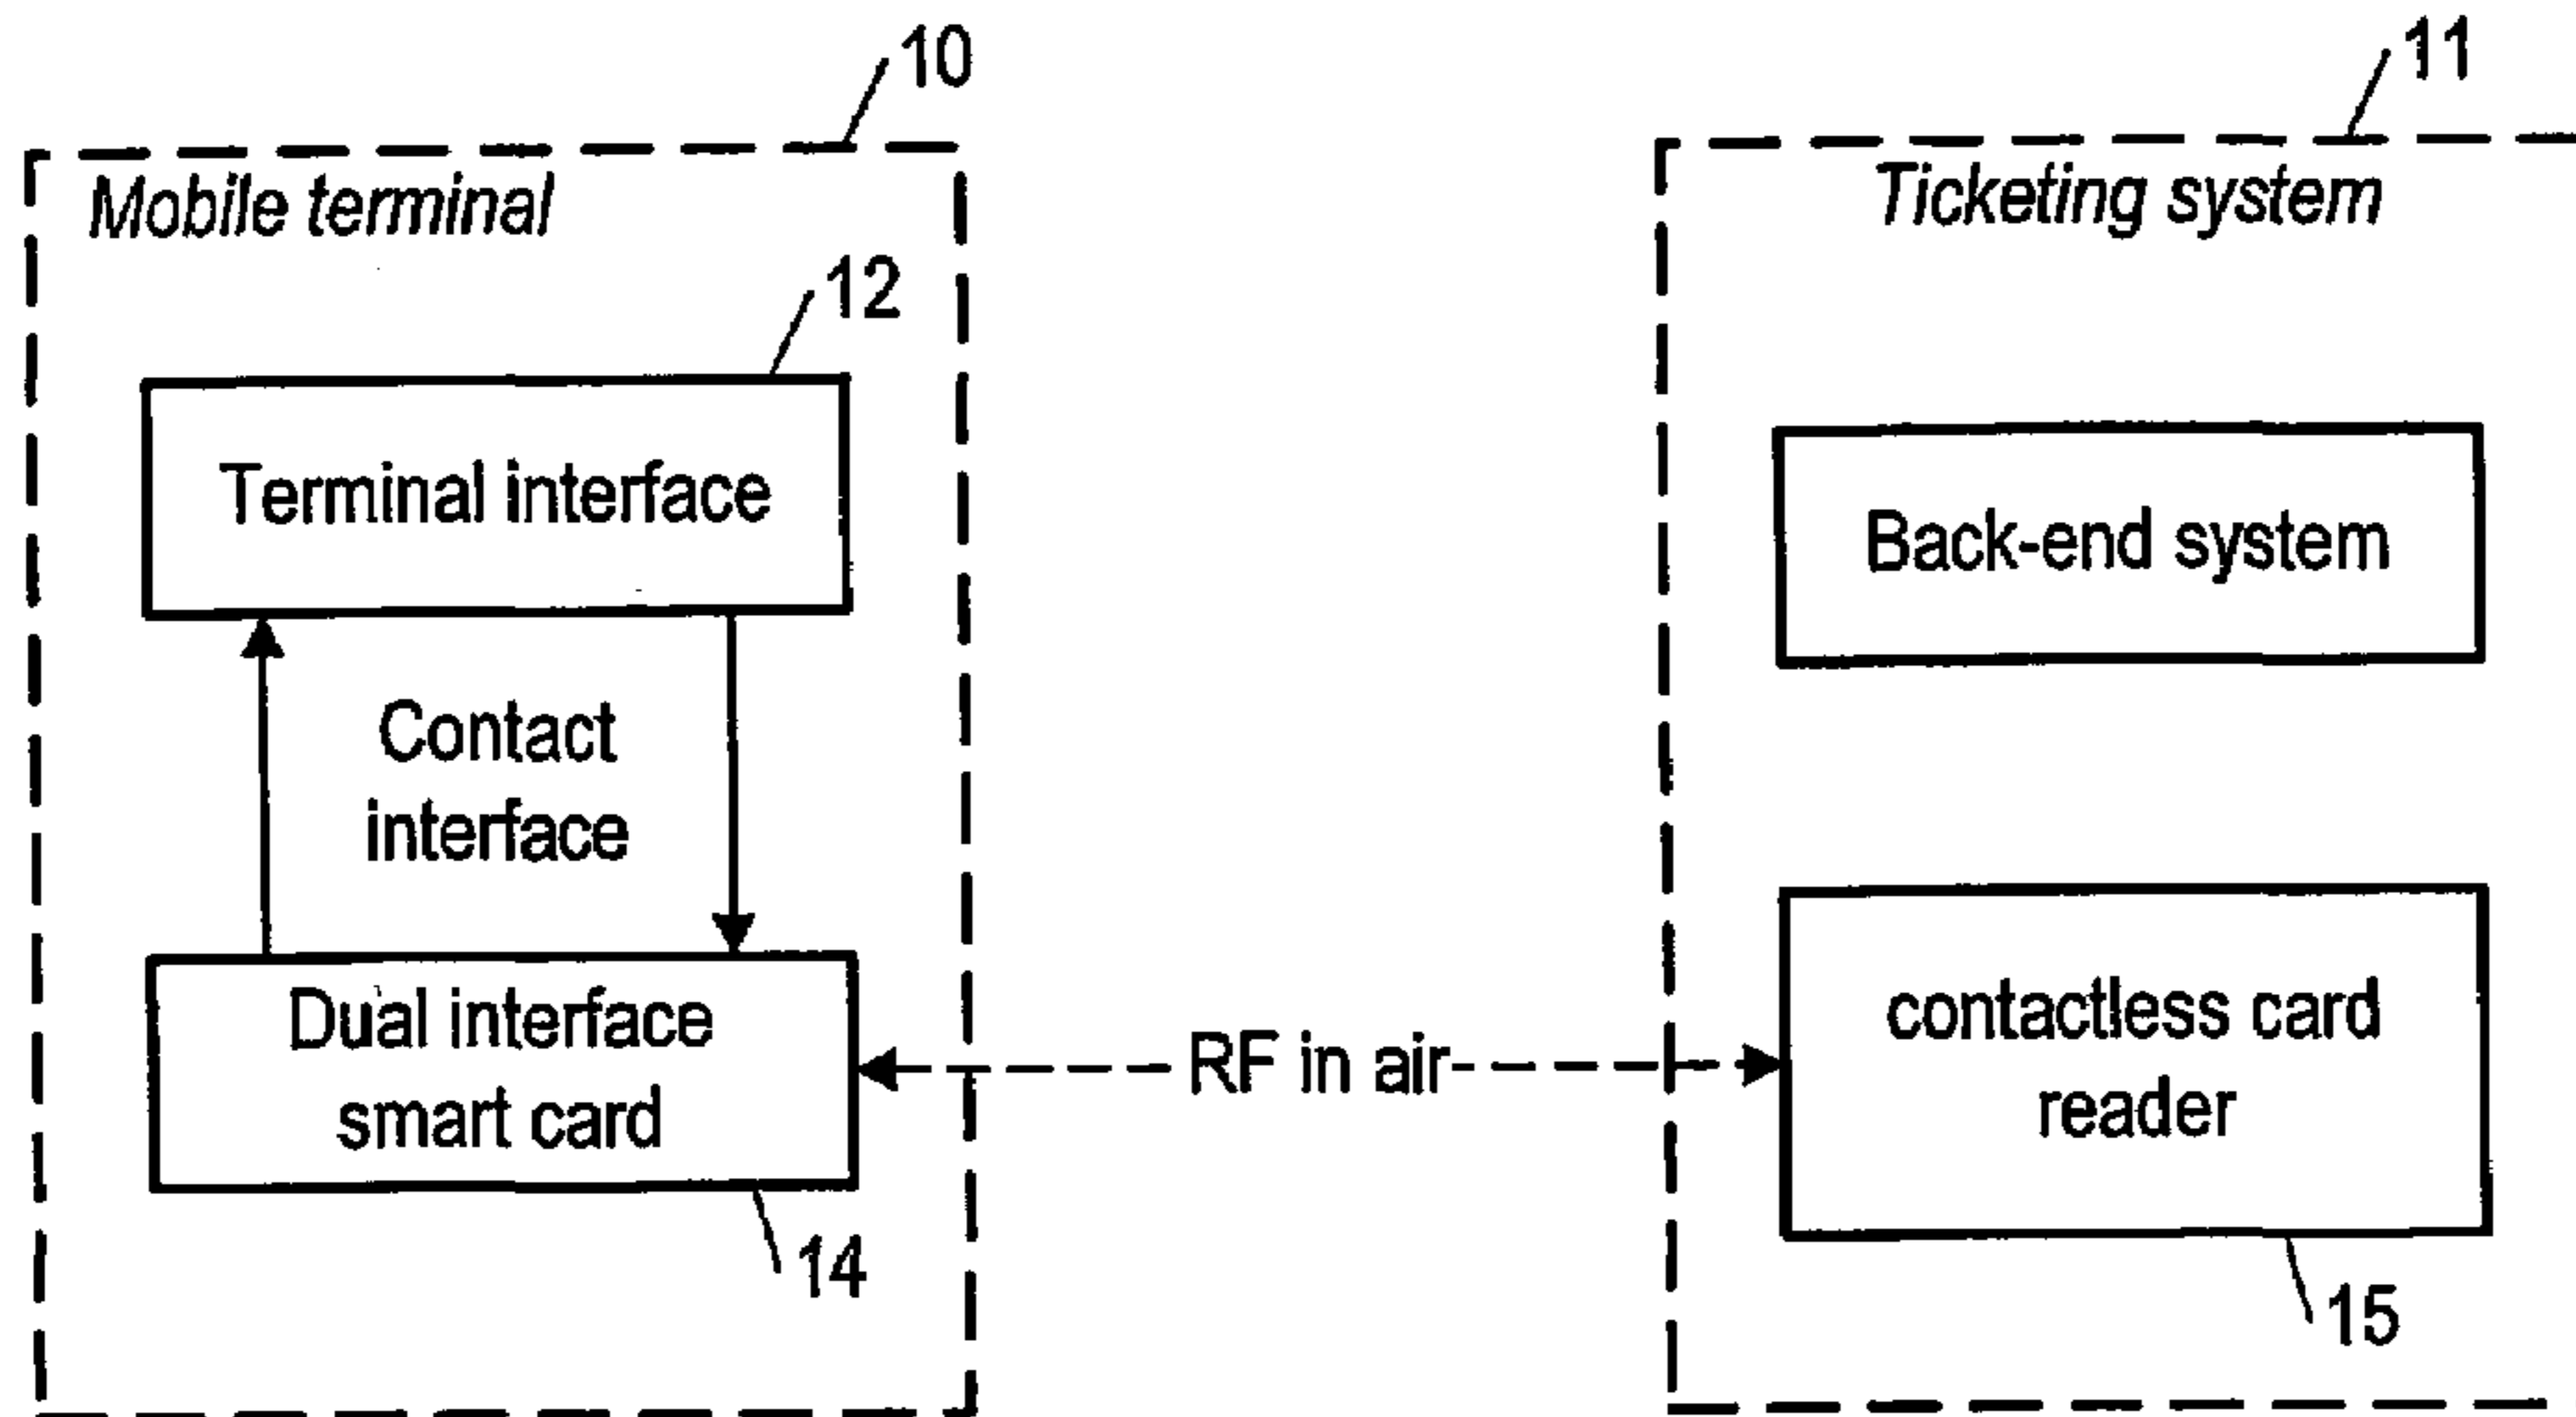 10
Mobile terminal
12
Terminal interface
Contact
interface
Dual interface
smart card
14
RF in air
11
Ticketing system
Back-end system
contactless card
reader
15